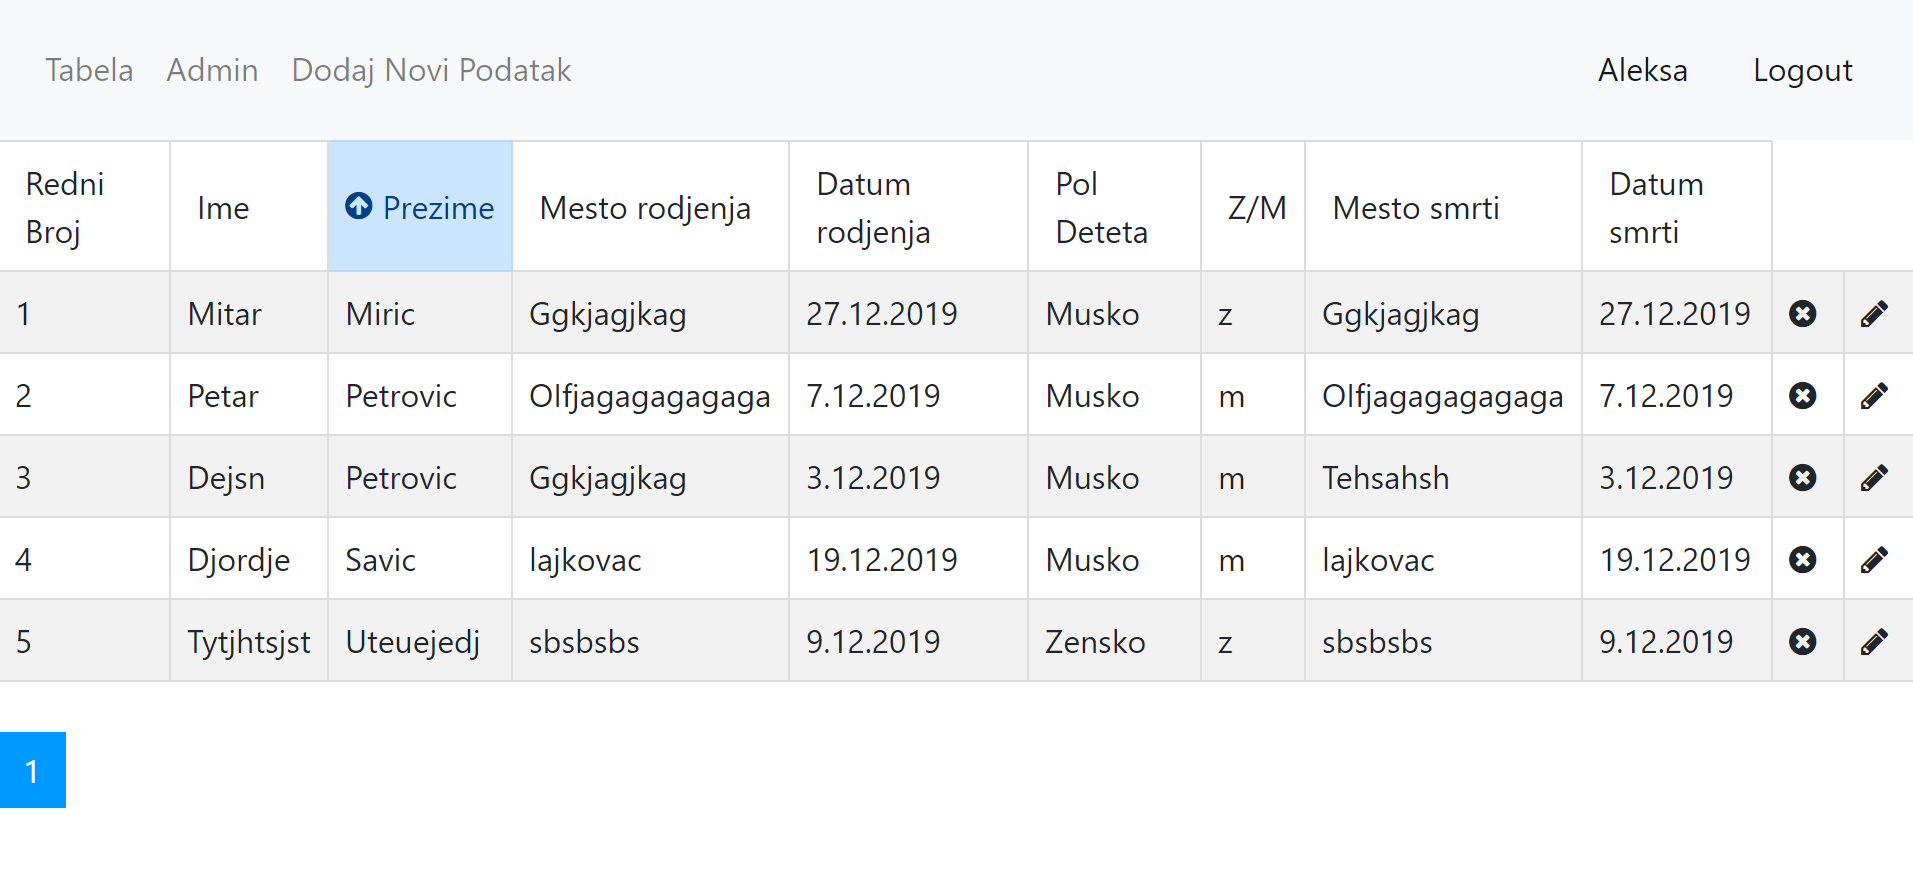 Tabela Admin Dodaj Novi Podatak Aleksa Logout
Redni Broj Ime Prezime Mesto rodjenja Datum rodjenja Pol Deteta Z/M Mesto smrti Datum smrti
1 Mitar Miric Ggkjagjkag 27.12.2019 Musko z Ggkjagjkag 27.12.2019
2 Petar Petrovic Olfjagagagagaga 7.12.2019 Musko m Olfjagagagagaga 7.12.2019
3 Dejsn Petrovic Ggkjagjkag 3.12.2019 Musko m Tehsahsh 3.12.2019
4 Djordje Savic lajkovac 19.12.2019 Musko m lajkovac 19.12.2019
5 Tytjhtsjst Uteuejedj sbsbsbs 9.12.2019 Zensko z sbsbsbs 9.12.2019
1